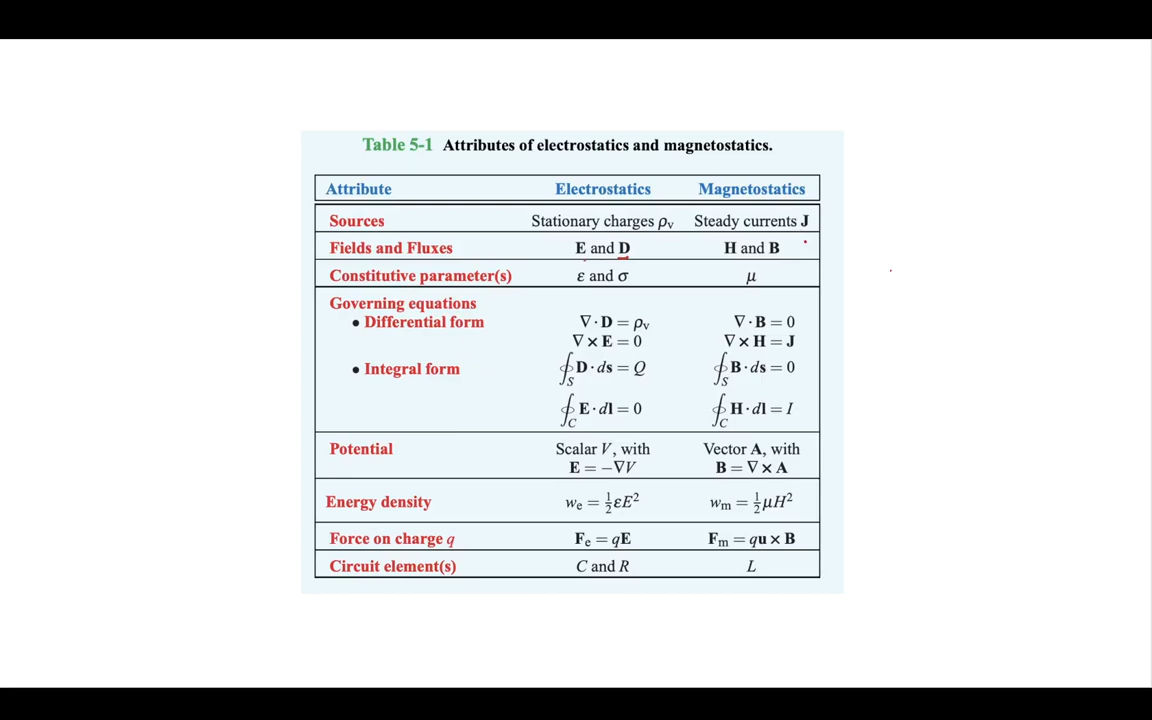 Table 5-1 Attributes of electrostatics and magnetostatics.
Attribute Electrostatics Magnetostatics
Sources Stationary charges ρv Steady currents J
Fields and Fluxes E and D H and B
Constitutive parameter(s) ε and σ μ
Governing equations
• Differential form ∇ · D = ρv ∇ · B = 0
∇ × E = 0 ∇ × H = J
• Integral form ∮S D · ds = Q ∮S B · ds = 0
∮C E · dl = 0 ∮C H · dl = I
Potential Scalar V, with Vector A, with
E = −∇V B = ∇ × A
Energy density we = ½εE² wm = ½μH²
Force on charge q Fe = qE Fm = qu × B
Circuit element(s) C and R L